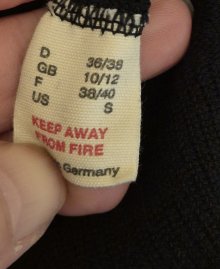 D 36/38
GB 10/12
F 38/40
US S
KEEP AWAY
FROM FIRE
Germany